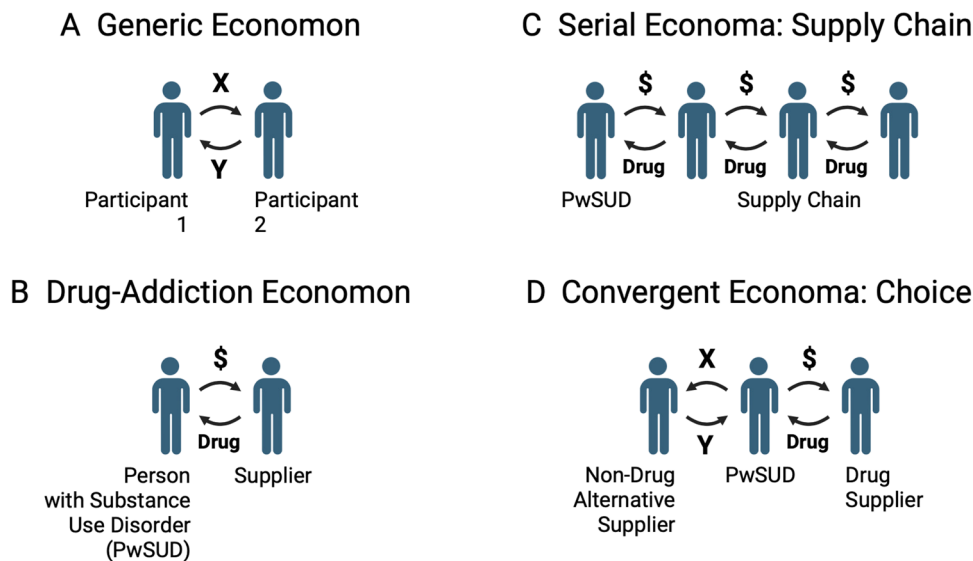 A Generic Economon
X
Y
Participant
1
Participant
2
B Drug-Addiction Economon
$
Drug
Person
with Substance
Use Disorder
(PwSUD)
Supplier
C Serial Economa: Supply Chain
$ $ $
Drug Drug Drug
PwSUD
Supply Chain
D Convergent Economa: Choice
X $
Y Drug
Non-Drug
Alternative
Supplier
PwSUD
Drug
Supplier